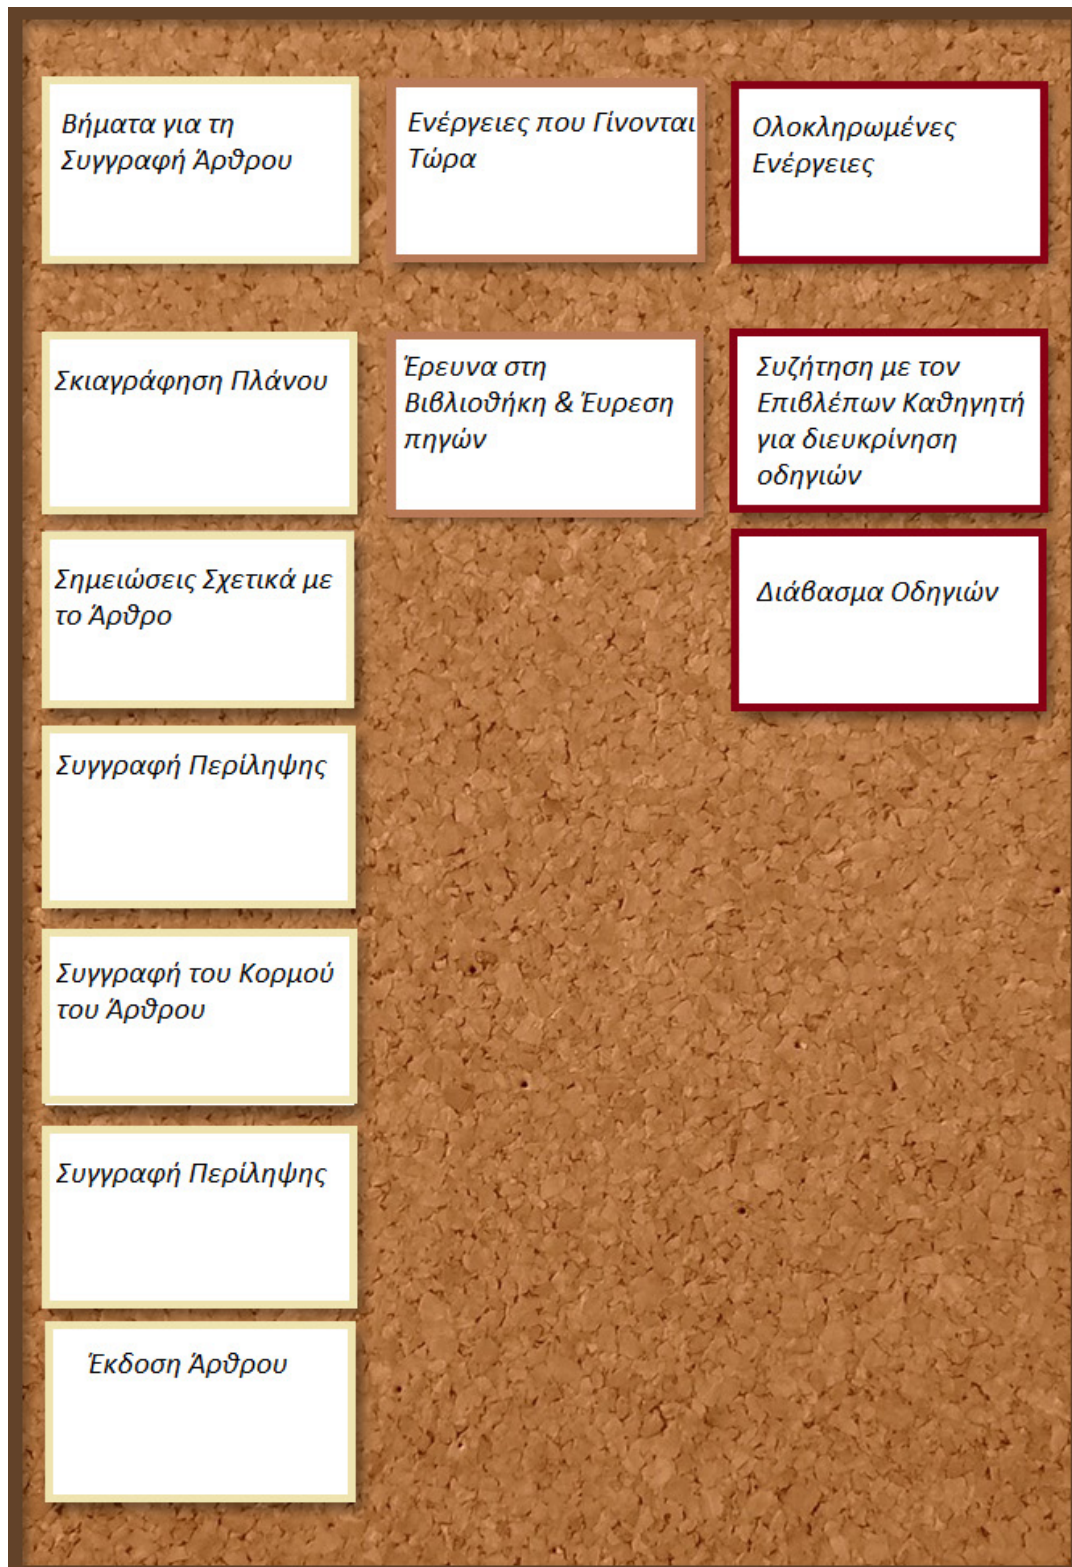 Βήματα για τη
Συγγραφή Άρθρου
Ενέργειες που Γίνονται
Τώρα
Ολοκληρωμένες
Ενέργειες
Σκιαγράφηση Πλάνου
Έρευνα στη
Βιβλιοθήκη & Έυρεση
πηγών
Συζήτηση με τον
Επιβλέπων Καθηγητή
για διευκρίνηση
οδηγιών
Σημειώσεις Σχετικά με
το Άρθρο
Διάβασμα Οδηγιών
Συγγραφή Περίληψης
Συγγραφή του Κορμού
του Άρθρου
Συγγραφή Περίληψης
Έκδοση Άρθρου